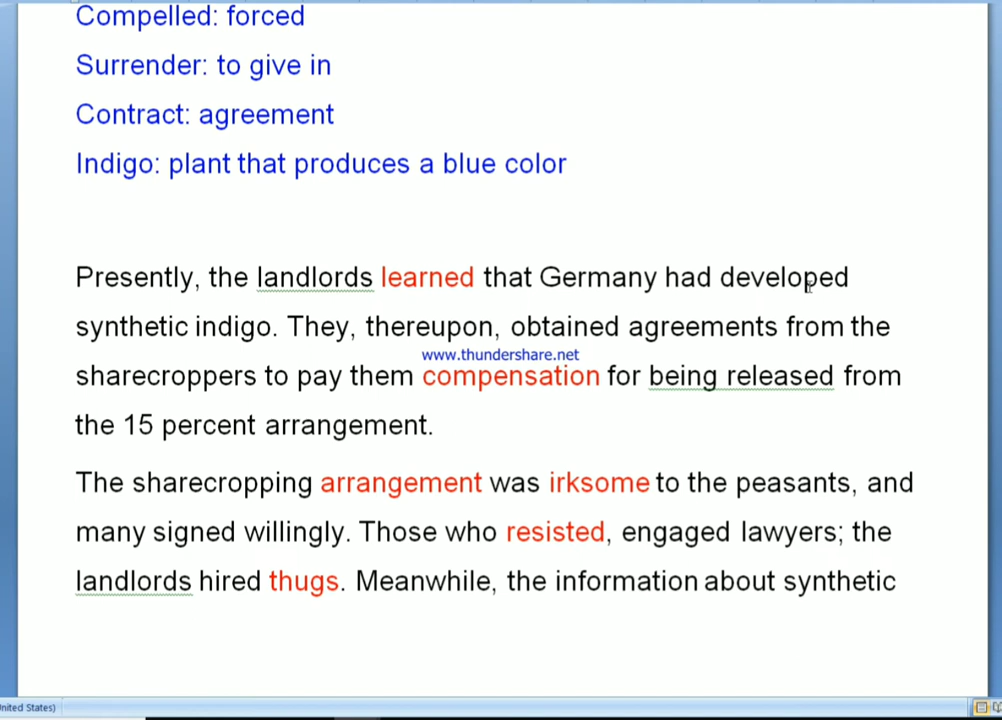 Compelled: forced
Surrender: to give in
Contract: agreement
Indigo: plant that produces a blue color
Presently, the landlords learned that Germany had developed
synthetic indigo. They, thereupon, obtained agreements from the
www.thundershare.net
sharecroppers to pay them compensation for being released from
the 15 percent arrangement.
The sharecropping arrangement was irksome to the peasants, and
many signed willingly. Those who resisted, engaged lawyers; the
landlords hired thugs. Meanwhile, the information about synthetic
United States)